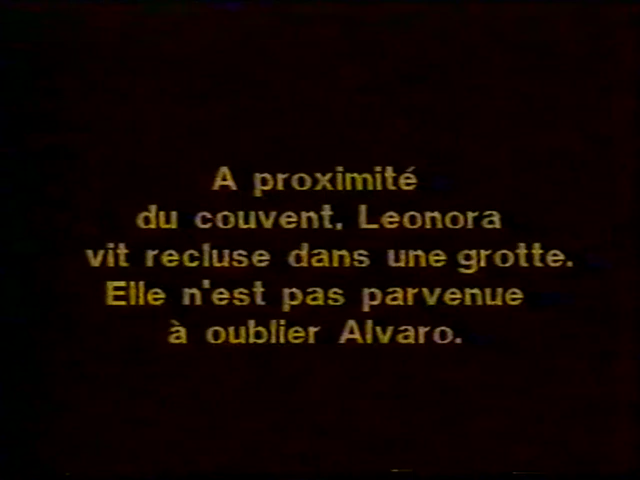 A proximité
du couvent, Leonora
vit recluse dans une grotte.
Elle n'est pas parvenue
à oublier Alvaro.